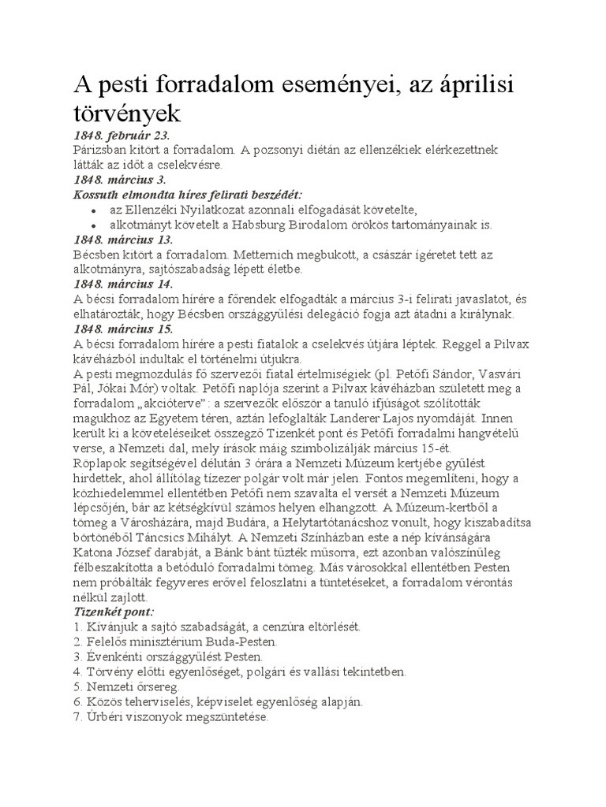 A pesti forradalom eseményei, az áprilisi
törvények
1848. február 23.
Párizsban kitört a forradalom. A pozsonyi diétán az ellenzékiek elérkezettnek
látták az időt a cselekvésre.
1848. március 3.
Kossuth elmondta híres felirati beszédét:
• az Ellenzéki Nyilatkozat azonnali elfogadását követelte,
• alkotmányt követelt a Habsburg Birodalom örökös tartományainak is.
1848. március 13.
Bécsben kitört a forradalom. Metternich megbukott, a császár ígéretet tett az
alkotmányra, sajtószabadság lépett életbe.
1848. március 14.
A bécsi forradalom hírére a főrendek elfogadták a március 3-i felirati javaslatot, és
elhatározták, hogy Bécsben országgyűlési delegáció fogja azt átadni a királynak.
1848. március 15.
A bécsi forradalom hírére a pesti fiatalok a cselekvés útjára léptek. Reggel a Pilvax
kávéházból indultak el történelmi útjukra.
A pesti megmozdulás fő szervezői fiatal értelmiségiek (pl. Petőfi Sándor, Vasvári
Pál, Jókai Mór) voltak. Petőfi naplója szerint a Pilvax kávéházban született meg a
forradalom „akcióterve”: a szervezők először a tanuló ifjúságot szólították
magukhoz az Egyetem téren, aztán lefoglalták Landerer Lajos nyomdáját. Innen
került ki a követeléseiket összegző Tizenkét pont és Petőfi forradalmi hangvételű
verse, a Nemzeti dal, mely írások máig szimbolizálják március 15-ét.
Röplapok segítségével délután 3 órára a Nemzeti Múzeum kertjébe gyűlést
hirdettek, ahol állítólag tízezer polgár volt már jelen. Fontos megemlíteni, hogy a
közhiedelemmel ellentétben Petőfi nem szavalta el versét a Nemzeti Múzeum
lépcsőjén, bár az kétségkívül számos helyen elhangzott. A Múzeum-kertből a
tömeg a Városházára, majd Budára, a Helytartótanácshoz vonult, hogy kiszabadítsa
börtönéből Táncsics Mihályt. A Nemzeti Színházban este a nép kívánságára
Katona József darabját, a Bánk bánt tűzték műsorra, ezt azonban valószínűleg
félbeszakította a betóduló forradalmi tömeg. Más városokkal ellentétben Pesten
nem próbálták fegyveres erővel feloszlatni a tüntetéseket, a forradalom vérontás
nélkül zajlott.
Tizenkét pont:
1. Kívánjuk a sajtó szabadságát, a cenzúra eltörlését.
2. Felelős minisztérium Buda-Pesten.
3. Évenkénti országgyűlést Pesten.
4. Törvény előtti egyenlőséget, polgári és vallási tekintetben.
5. Nemzeti őrsereg.
6. Közös teherviselés, képviselet egyenlőség alapján.
7. Úrbéri viszonyok megszüntetése.